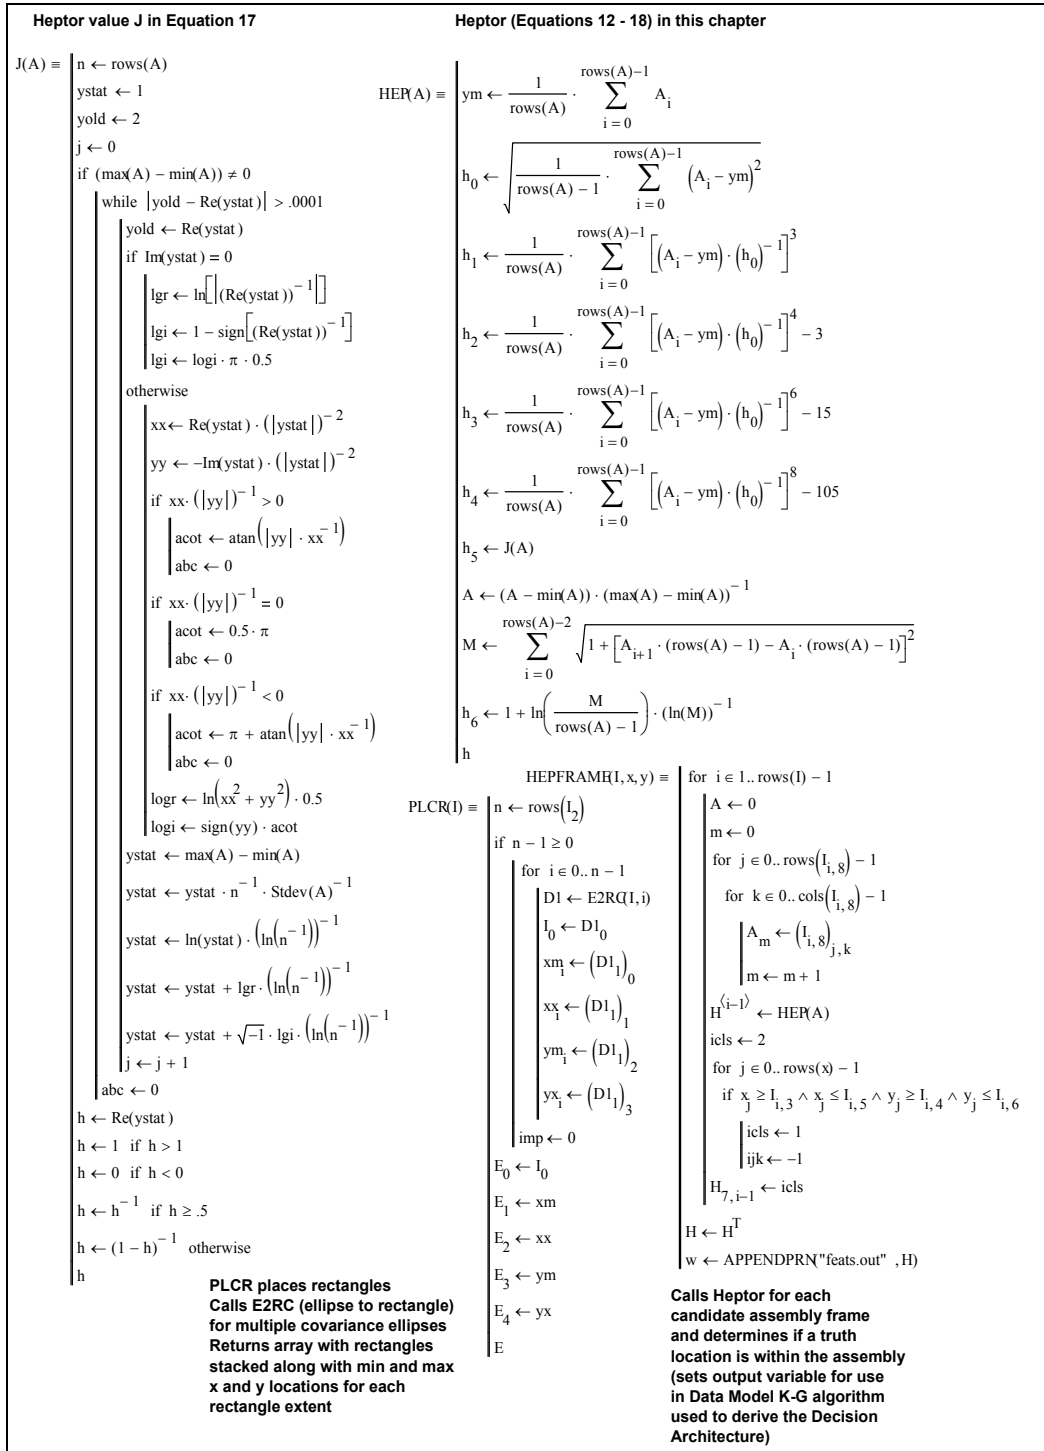 Heptor value J in Equation 17
J(A) ≡
n ← rows(A)
ystat ← 1
yold ← 2
j ← 0
if (max(A) − min(A)) ≠ 0
while |yold − Re(ystat)| > .0001
yold ← Re(ystat)
if Im(ystat) = 0
lgr ← ln[|(Re(ystat))^−1|]
lgi ← 1 − sign[(Re(ystat))^−1]
lgi ← logi · π · 0.5
otherwise
xx ← Re(ystat) · (|ystat|)^−2
yy ← −Im(ystat) · (|ystat|)^−2
if xx · (|yy|)^−1 > 0
acot ← atan(|yy| · xx^−1)
abc ← 0
if xx · (|yy|)^−1 = 0
acot ← 0.5 · π
abc ← 0
if xx · (|yy|)^−1 < 0
acot ← π + atan(|yy| · xx^−1)
abc ← 0
logr ← ln(xx^2 + yy^2) · 0.5
logi ← sign(yy) · acot
ystat ← max(A) − min(A)
ystat ← ystat · n^−1 · Stdev(A)^−1
ystat ← ln(ystat) · (ln(n^−1))^−1
ystat ← ystat + lgr · (ln(n^−1))^−1
ystat ← ystat + √−1 · lgi · (ln(n^−1))^−1
j ← j + 1
abc ← 0
h ← Re(ystat)
h ← 1 if h > 1
h ← 0 if h < 0
h ← h^−1 if h ≥ .5
h ← (1 − h)^−1 otherwise
h
Heptor (Equations 12 - 18) in this chapter
HEP(A) ≡
ym ← 1/rows(A) · ∑_{i = 0}^{rows(A)−1} A_i
h_0 ← √(1/(rows(A) − 1) · ∑_{i = 0}^{rows(A)−1} (A_i − ym)^2)
h_1 ← 1/rows(A) · ∑_{i = 0}^{rows(A)−1} [(A_i − ym) · (h_0)^−1]^3
h_2 ← 1/rows(A) · ∑_{i = 0}^{rows(A)−1} [(A_i − ym) · (h_0)^−1]^4 − 3
h_3 ← 1/rows(A) · ∑_{i = 0}^{rows(A)−1} [(A_i − ym) · (h_0)^−1]^6 − 15
h_4 ← 1/rows(A) · ∑_{i = 0}^{rows(A)−1} [(A_i − ym) · (h_0)^−1]^8 − 105
h_5 ← J(A)
A ← (A − min(A)) · (max(A) − min(A))^−1
M ← ∑_{i = 0}^{rows(A)−2} √(1 + [A_{i+1} · (rows(A) − 1) − A_i · (rows(A) − 1)]^2)
h_6 ← 1 + ln(M/(rows(A) − 1)) · (ln(M))^−1
h
PLCR(I) ≡
n ← rows(I_2)
if n − 1 ≥ 0
for i ∈ 0.. n − 1
D1 ← E2RC(I, i)
I_0 ← D1_0
xm_i ← (D1_1)_0
xx_i ← (D1_1)_1
ym_i ← (D1_1)_2
yx_i ← (D1_1)_3
imp ← 0
E_0 ← I_0
E_1 ← xm
E_2 ← xx
E_3 ← ym
E_4 ← yx
E
HEPFRAME(I, x, y) ≡
for i ∈ 1.. rows(I) − 1
A ← 0
m ← 0
for j ∈ 0.. rows(I_{i, 8}) − 1
for k ∈ 0.. cols(I_{i, 8}) − 1
A_m ← (I_{i, 8})_{j, k}
m ← m + 1
H^⟨i−1⟩ ← HEP(A)
icls ← 2
for j ∈ 0.. rows(x) − 1
if x_j ≥ I_{i, 3} ∧ x_j ≤ I_{i, 5} ∧ y_j ≥ I_{i, 4} ∧ y_j ≤ I_{i, 6}
icls ← 1
ijk ← −1
H_{7, i−1} ← icls
H ← H^T
w ← APPENDPRN("feats.out" , H)
PLCR places rectangles
Calls E2RC (ellipse to rectangle)
for multiple covariance ellipses
Returns array with rectangles
stacked along with min and max
x and y locations for each
rectangle extent
Calls Heptor for each
candidate assembly frame
and determines if a truth
location is within the assembly
(sets output variable for use
in Data Model K-G algorithm
used to derive the Decision
Architecture)